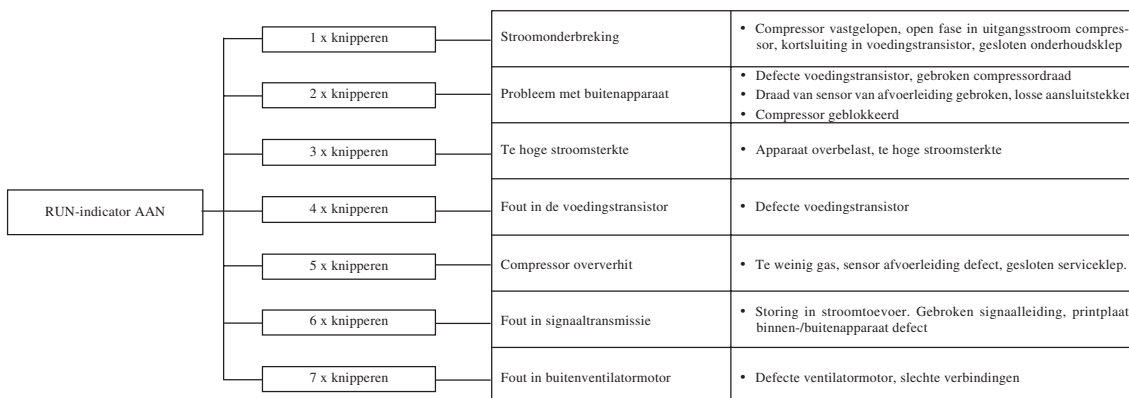 1 x knipperen
Stroomonderbreking
• Compressor vastgelopen, open fase in uitgangsstroom compres-
sor, kortsluiting in voedingstransistor, gesloten onderhoudsklep
2 x knipperen
Probleem met buitenapparaat
• Defecte voedingstransistor, gebroken compressordraad
• Draad van sensor van afvoerleiding gebroken, losse aansluitstekker
• Compressor geblokkeerd
3 x knipperen
Te hoge stroomsterkte
• Apparaat overbelast, te hoge stroomsterkte
RUN-indicator AAN
4 x knipperen
Fout in de voedingstransistor
• Defecte voedingstransistor
5 x knipperen
Compressor oververhit
• Te weinig gas, sensor afvoerleiding defect, gesloten serviceklep.
6 x knipperen
Fout in signaaltransmissie
• Storing in stroomtoevoer. Gebroken signaalleiding, printplaat
binnen-/buitenapparaat defect
7 x knipperen
Fout in buitenventilatormotor
• Defecte ventilatormotor, slechte verbindingen